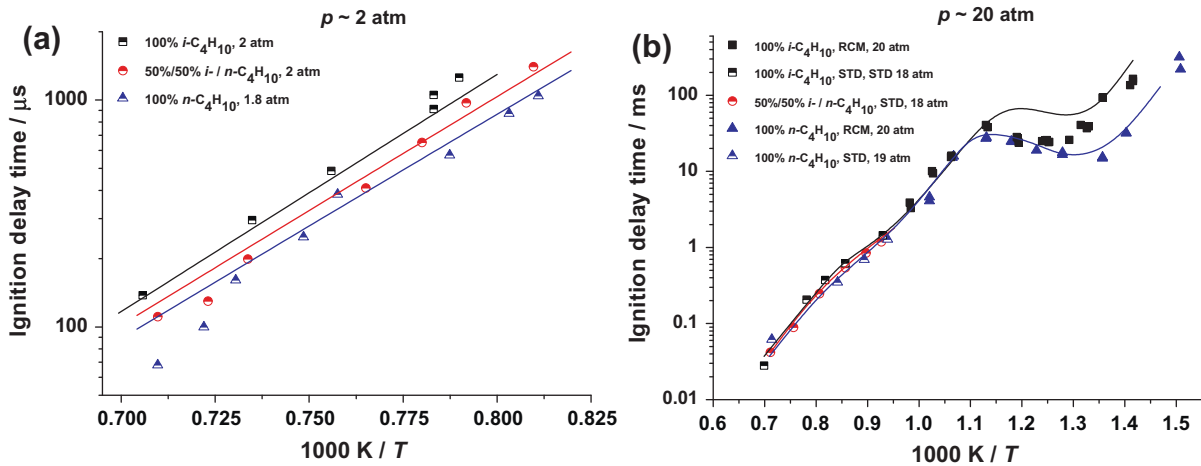 p ~ 2 atm
(a)
100% i-C4H10, 2 atm
50%/50% i- / n-C4H10, 2 atm
100% n-C4H10, 1.8 atm
Ignition delay time / μs
1000
100
0.700 0.725 0.750 0.775 0.800 0.825
1000 K / T
p ~ 20 atm
(b)
100% i-C4H10, RCM, 20 atm
100% i-C4H10, STD, STD 18 atm
50%/50% i- / n-C4H10, STD, 18 atm
100% n-C4H10, RCM, 20 atm
100% n-C4H10, STD, 19 atm
Ignition delay time / ms
100
10
1
0.1
0.01
0.6 0.7 0.8 0.9 1.0 1.1 1.2 1.3 1.4 1.5
1000 K / T